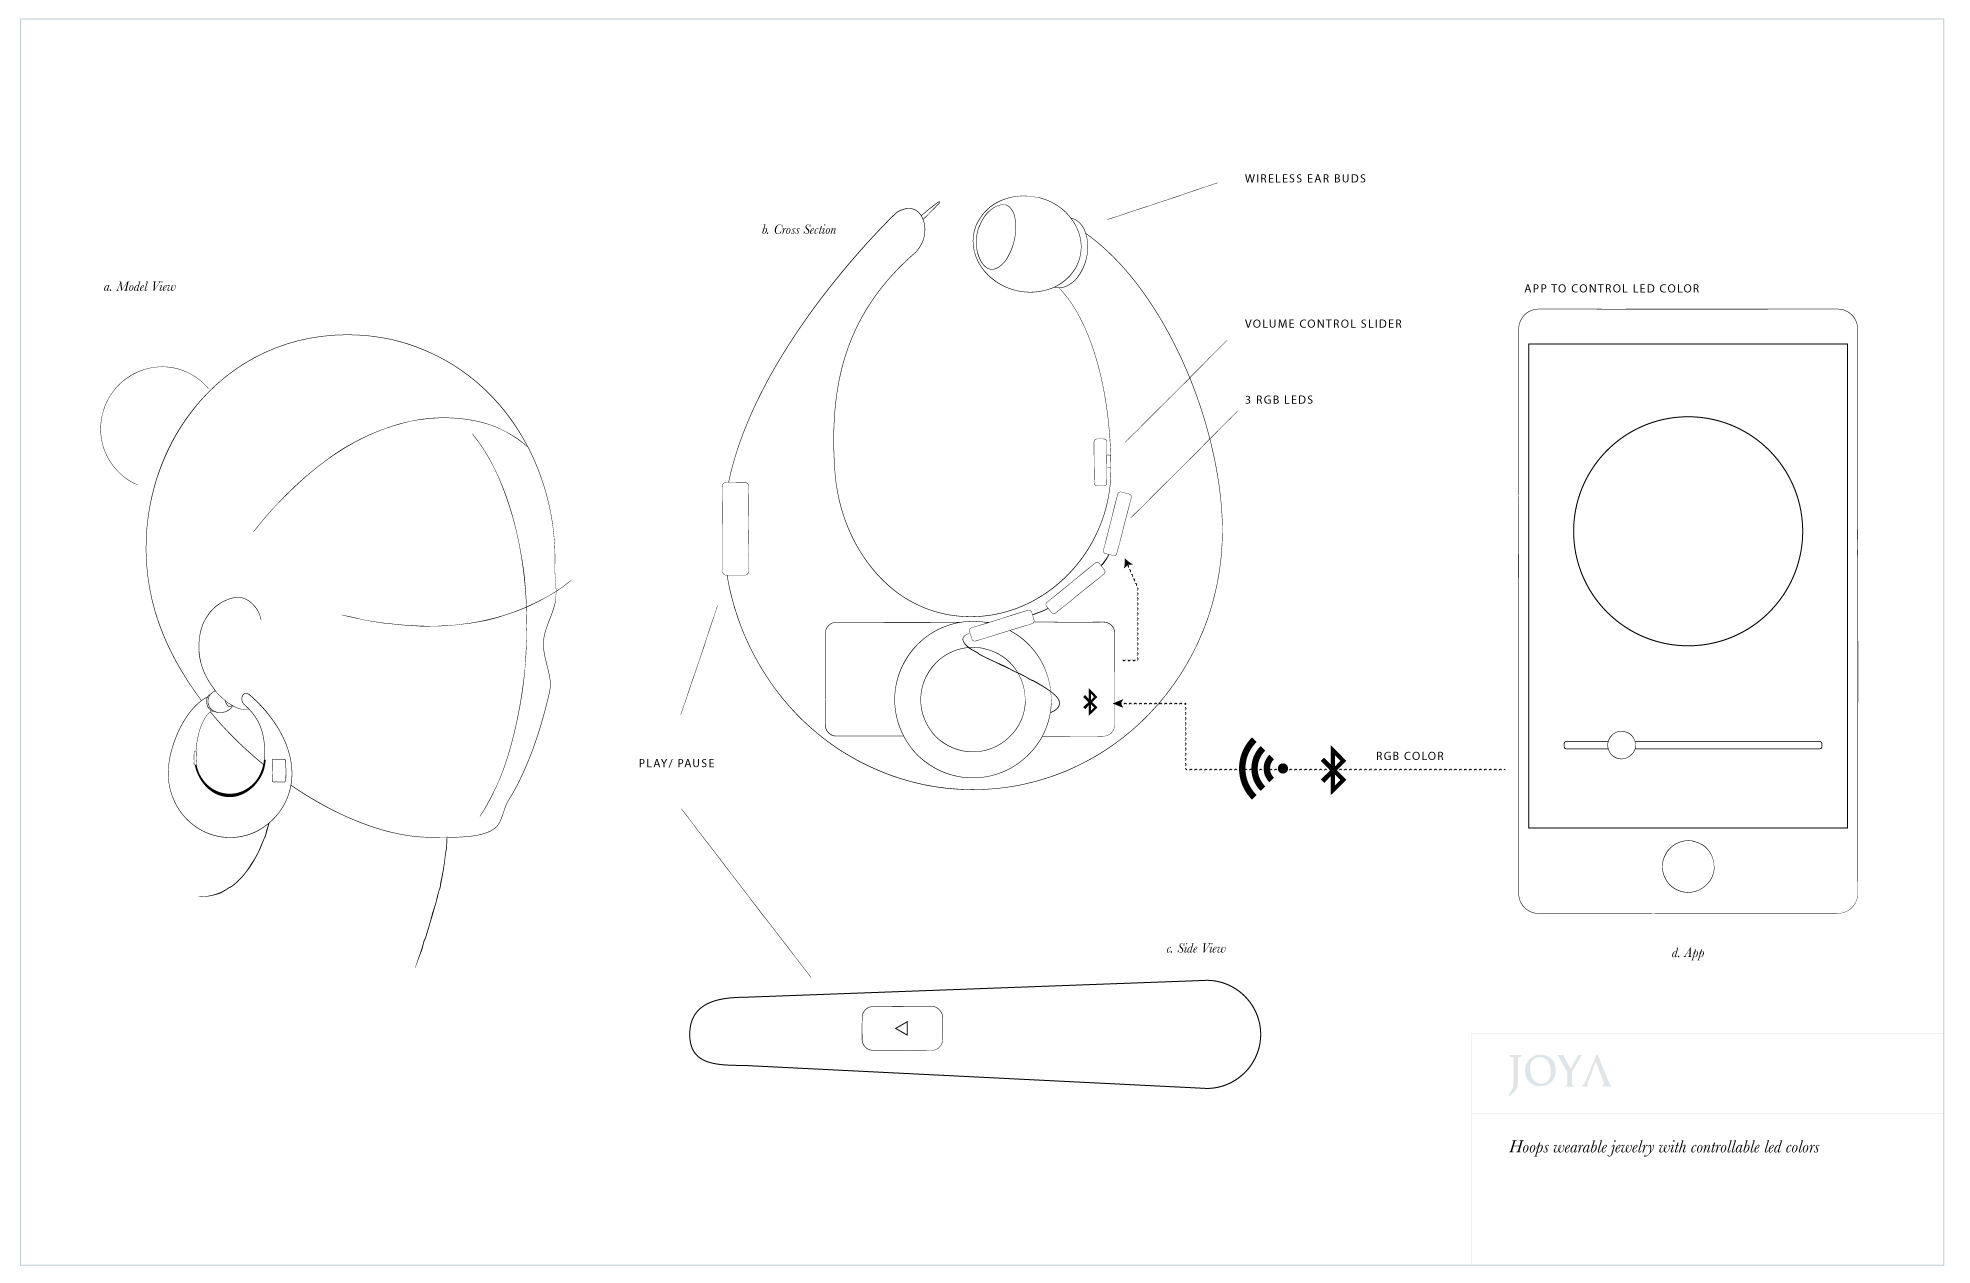 WIRELESS EAR BUDS
b. Cross Section
a. Model View
APP TO CONTROL LED COLOR
VOLUME CONTROL SLIDER
3 RGB LEDS
RGB COLOR
PLAY/ PAUSE
c. Side View
d. App
JOYA
Hoops wearable jewelry with controllable led colors